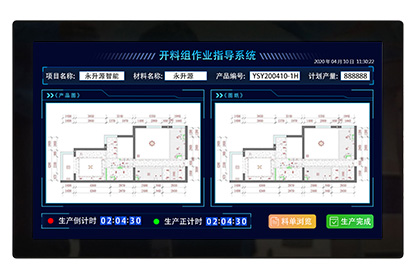 开料组作业指导系统
2020 年 04月 10 日 11:30:22
项目名称: 永升源智能 材料名称: 永升源 产品编号: YSY200410-1H 计划产量: 888888
《产品图》 《图纸》
生产倒计时 02:04:30 生产正计时 02:04:30 料单浏览 生产完成